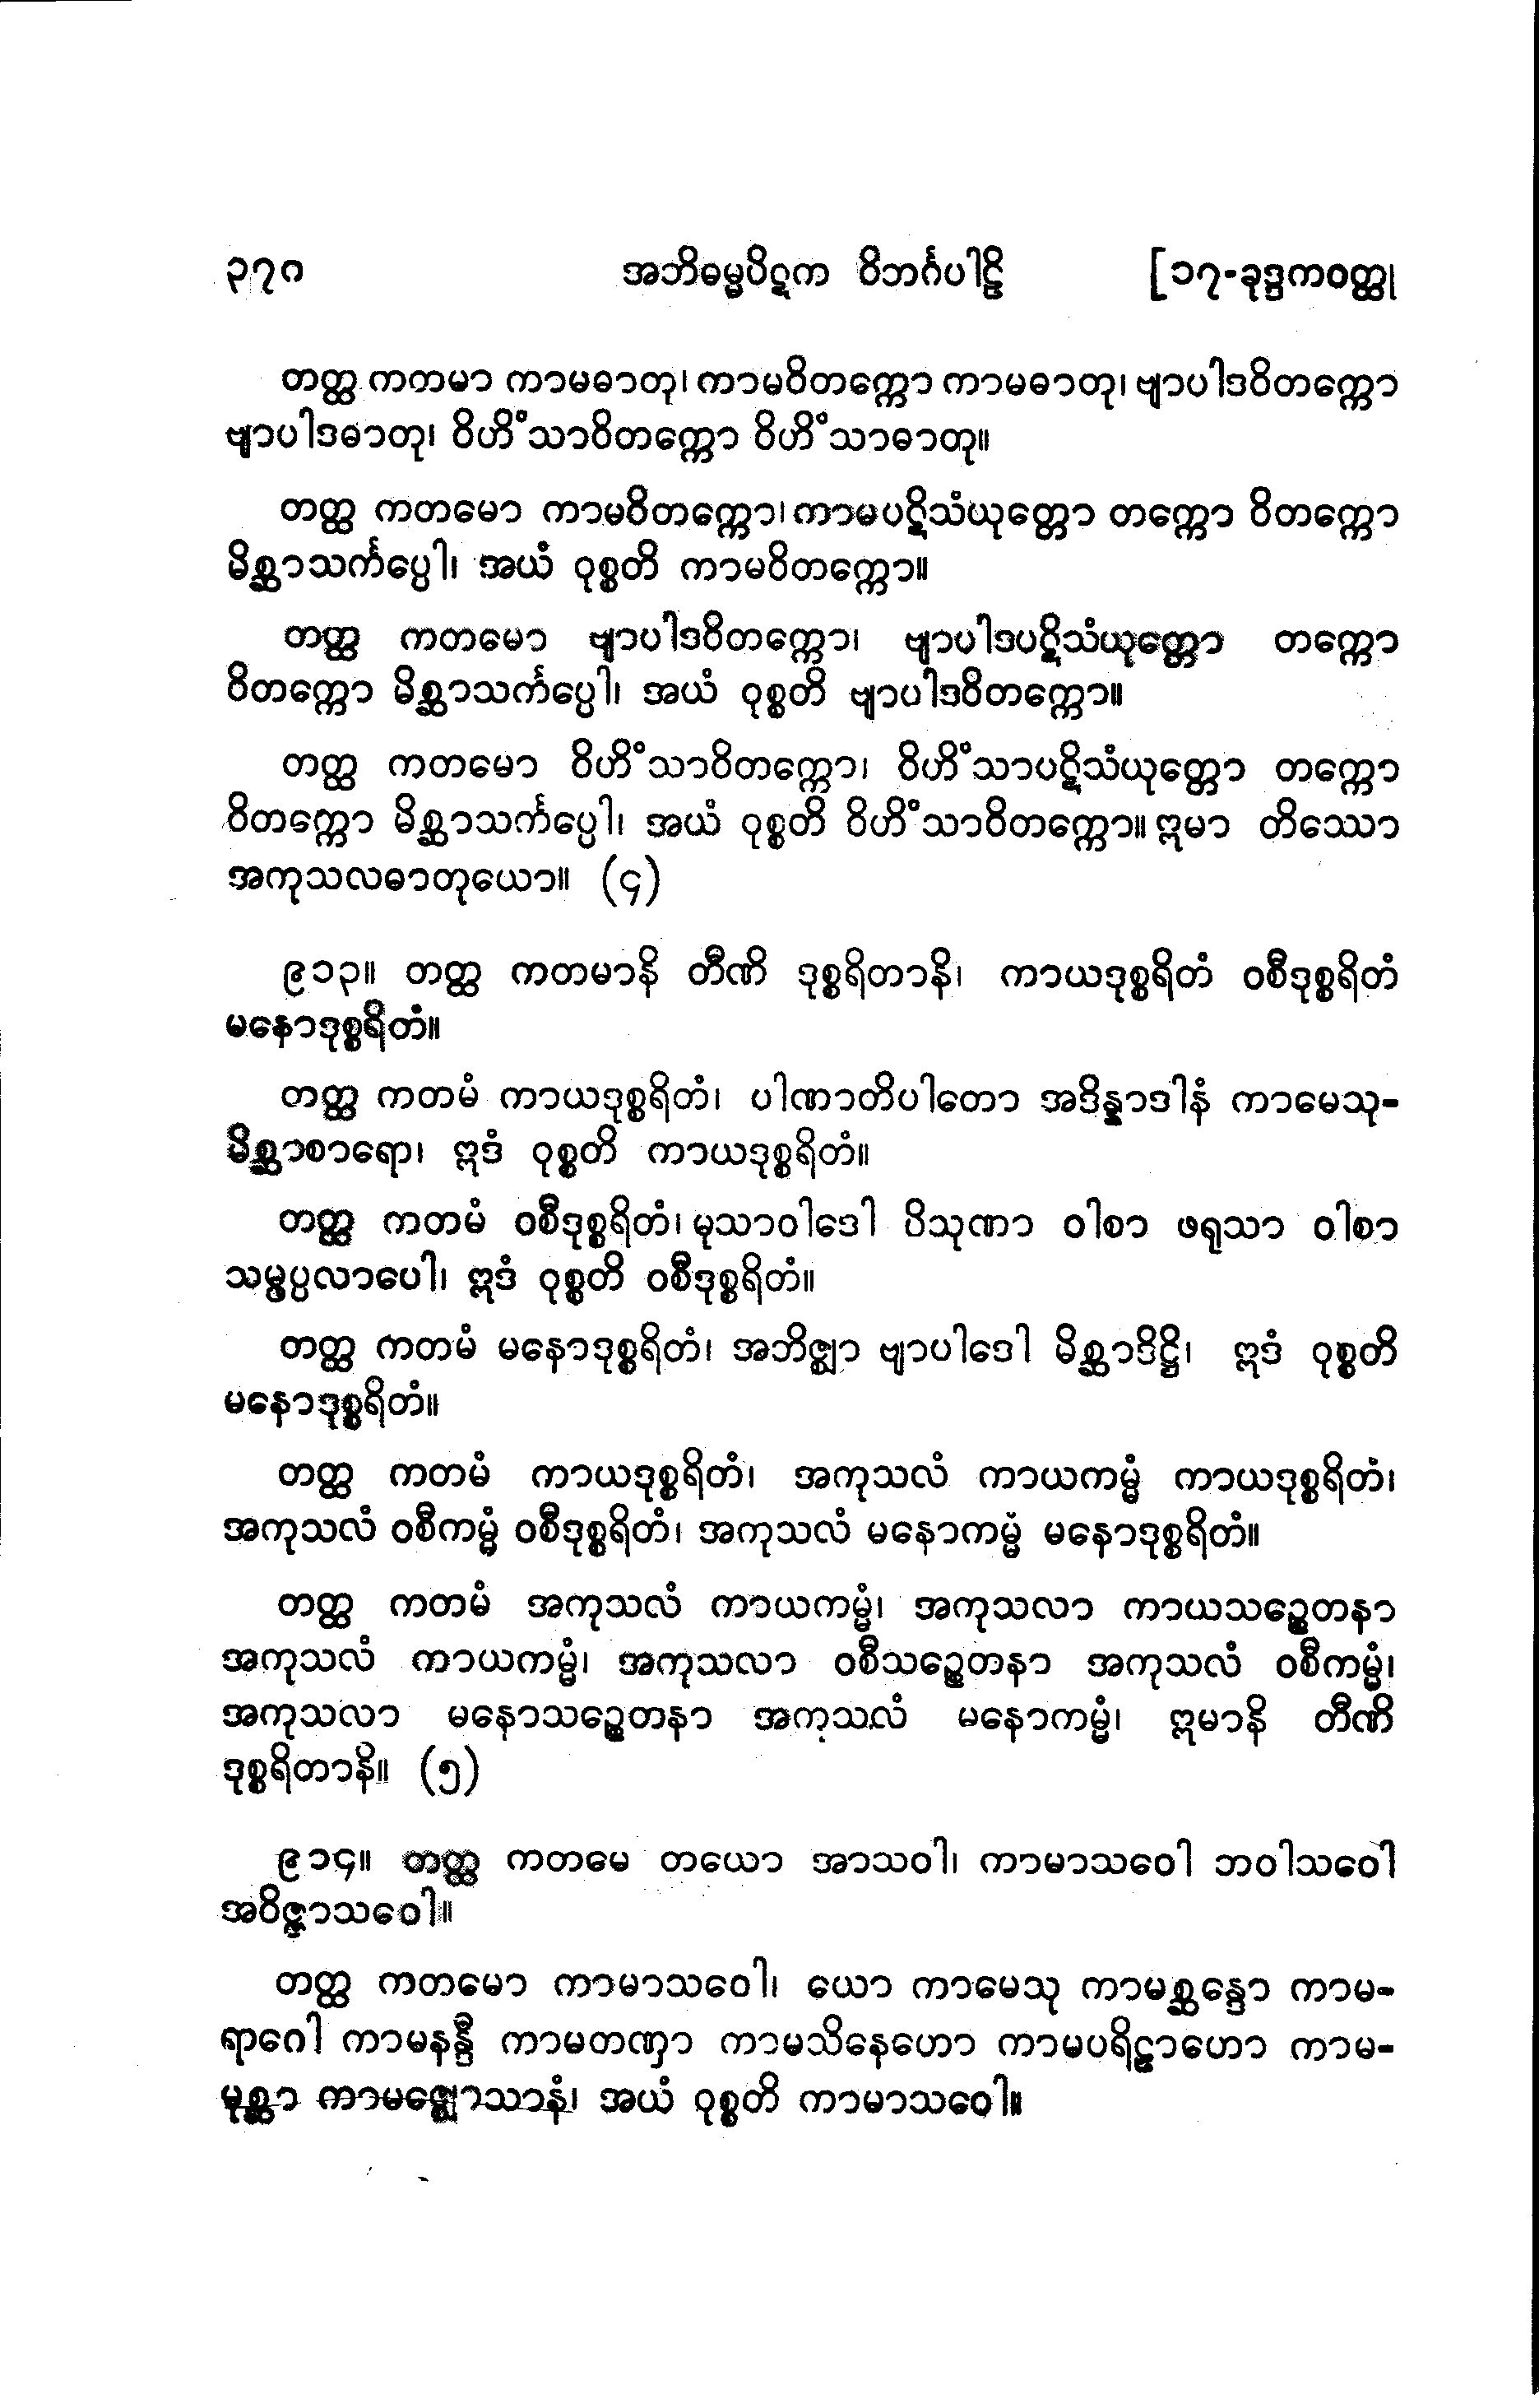 ၃၇၀ အဘိဓမ္မပိဋက ဝိဘင်္ဂပါဠိ [၁၇-ခုဒ္ဒကဝတ္ထု
တတ္ထ ကတမာ ကာမဓာတု၊ ကာမဝိတက္ကော ကာမဓာတု၊ ဗျာပါဒဝိတက္ကော
ဗျာပါဒဓာတု၊ ဝိဟိံသာဝိတက္ကော ဝိဟိံသာဓာတု။
တတ္ထ ကတမော ကာမဝိတက္ကော၊ ကာမပဋိသံယုတ္တော တက္ကော ဝိတက္ကော
မိစ္ဆာသင်္ကပ္ပေါ၊ အယံ ဝုစ္စတိ ကာမဝိတက္ကော။
တတ္ထ ကတမော ဗျာပါဒဝိတက္ကော၊ ဗျာပါဒပဋိသံယုတ္တော တက္ကော
ဝိတက္ကော မိစ္ဆာသင်္ကပ္ပေါ၊ အယံ ဝုစ္စတိ ဗျာပါဒဝိတက္ကော။
တတ္ထ ကတမော ဝိဟိံသာဝိတက္ကော၊ ဝိဟိံသာပဋိသံယုတ္တော တက္ကော
ဝိတက္ကော မိစ္ဆာသင်္ကပ္ပေါ၊ အယံ ဝုစ္စတိ ဝိဟိံသာဝိတက္ကော။ ဣမာ တိဿော
အကုသလဓာတုယော။ (၄)
၉၁၃။ တတ္ထ ကတမာနိ တီဏိ ဒုစ္စရိတာနိ၊ ကာယဒုစ္စရိတံ ဝစီဒုစ္စရိတံ
မနောဒုစ္စရိတံ။
တတ္ထ ကတမံ ကာယဒုစ္စရိတံ၊ ပါဏာတိပါတော အဒိန္နာဒါနံ ကာမေသု-
မိစ္ဆာစာရော၊ ဣဒံ ဝုစ္စတိ ကာယဒုစ္စရိတံ။
တတ္ထ ကတမံ ဝစီဒုစ္စရိတံ၊ မုသာဝါဒေါ ပိသုဏာ ဝါစာ ဖရုသာ ဝါစာ
သမ္ဖပ္ပလာပေါ၊ ဣဒံ ဝုစ္စတိ ဝစီဒုစ္စရိတံ။
တတ္ထ ကတမံ မနောဒုစ္စရိတံ၊ အဘိဇ္ဈာ ဗျာပါဒေါ မိစ္ဆာဒိဋ္ဌိ၊ ဣဒံ ဝုစ္စတိ
မနောဒုစ္စရိတံ။
တတ္ထ ကတမံ ကာယဒုစ္စရိတံ၊ အကုသလံ ကာယကမ္မံ ကာယဒုစ္စရိတံ၊
အကုသလံ ဝစီကမ္မံ ဝစီဒုစ္စရိတံ၊ အကုသလံ မနောကမ္မံ မနောဒုစ္စရိတံ။
တတ္ထ ကတမံ အကုသလံ ကာယကမ္မံ၊ အကုသလာ ကာယသဉ္စေတနာ
အကုသလံ ကာယကမ္မံ၊ အကုသလာ ဝစီသဉ္စေတနာ အကုသလံ ဝစီကမ္မံ၊
အကုသလာ မနောသဉ္စေတနာ အကုသလံ မနောကမ္မံ၊ ဣမာနိ တီဏိ
ဒုစ္စရိတာနိ။ (၅)
၉၁၄။ တတ္ထ ကတမေ တယော အာသဝါ၊ ကာမာသဝေါ ဘဝါသဝေါ
အဝိဇ္ဇာသဝေါ။
တတ္ထ ကတမော ကာမာသဝေါ၊ ယော ကာမေသု ကာမစ္ဆန္ဒော ကာမ-
ရာဂေါ ကာမနန္ဒီ ကာမတဏှာ ကာမသိနေဟော ကာမပရိဠာဟော ကာမ-
မုစ္ဆာ ကာမဇ္ဈောသာနံ၊ အယံ ဝုစ္စတိ ကာမာသဝေါ။